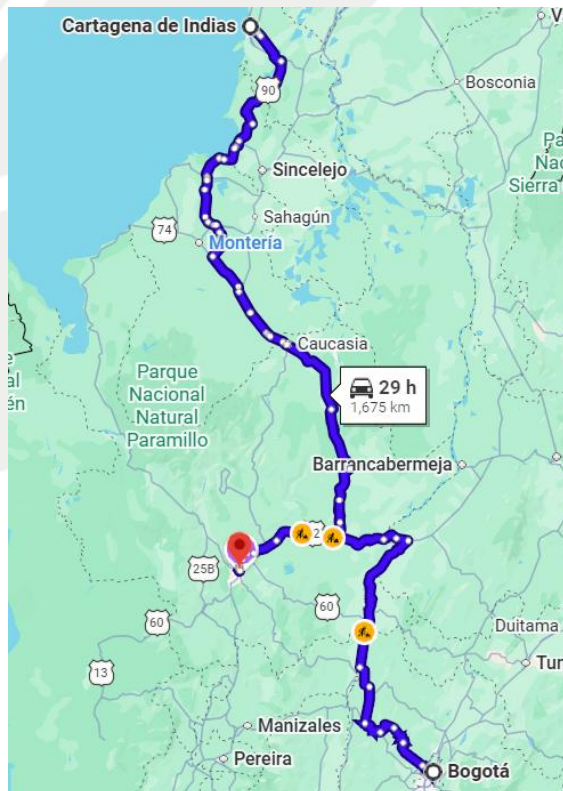 Cartagena de Indias
90
Bosconia
Sincelejo
Sahagún
74
Montería
Caucasia
Parque
Nacional
Natural
Paramillo
29 h
1,675 km
Barrancabermeja
25B
60
60
13
Duitama
Manizales
Pereira
Bogotá